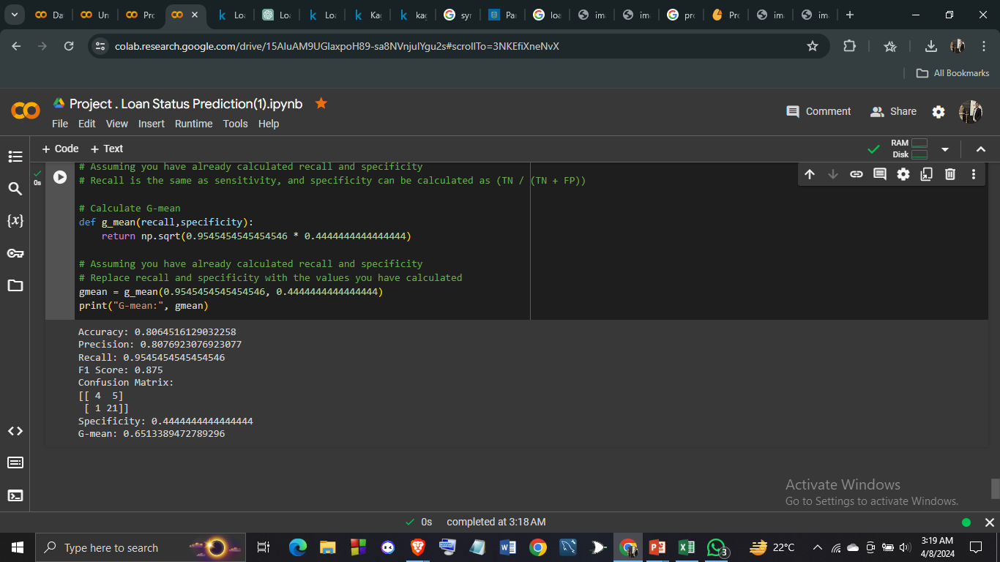 Da
Un
Pro
Loa
Loa
Loa
Kag
kag
syn
Par
loa
im
im
pro
Pro
im
im
colab.research.google.com/drive/15AIuAM9UGlaxpoH89-sa8NVnjulYgu2s#scrollTo=3NKEfiXneNvX
All Bookmarks
Project . Loan Status Prediction(1).ipynb
Comment
Share
File Edit View Insert Runtime Tools Help
+ Code + Text
RAM
Disk
# Assuming you have already calculated recall and specificity
0s
# Recall is the same as sensitivity, and specificity can be calculated as (TN / (TN + FP))
# Calculate G-mean
def g_mean(recall,specificity):
return np.sqrt(0.9545454545454546 * 0.4444444444444444)
# Assuming you have already calculated recall and specificity
# Replace recall and specificity with the values you have calculated
gmean = g_mean(0.9545454545454546, 0.4444444444444444)
print("G-mean:", gmean)
Accuracy: 0.8064516129032258
Precision: 0.8076923076923077
Recall: 0.9545454545454546
F1 Score: 0.875
Confusion Matrix:
[[ 4 5]
[ 1 21]]
Specificity: 0.4444444444444444
G-mean: 0.6513389472789296
Activate Windows
Go to Settings to activate Windows.
0s completed at 3:18 AM
Type here to search
3
22°C
3:19 AM
4/8/2024